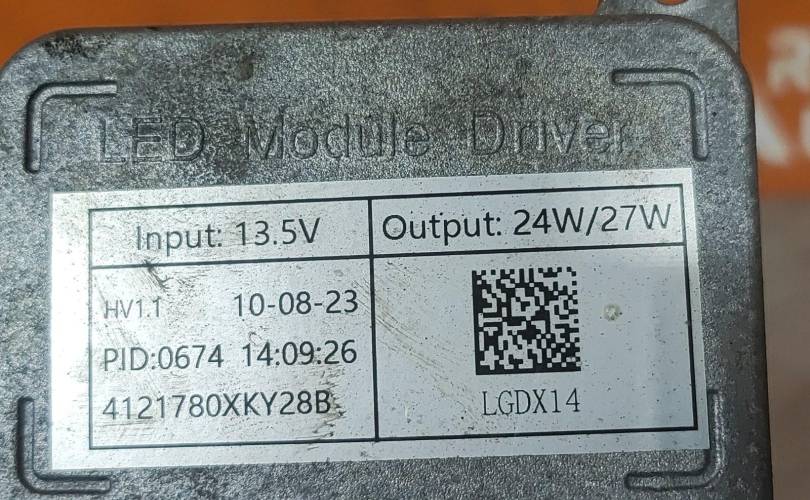 LED Module Driver
Input: 13.5V
Output: 24W/27W
HV1.1 10-08-23
PID:0674 14:09:26
4121780XKY28B
LGDX14